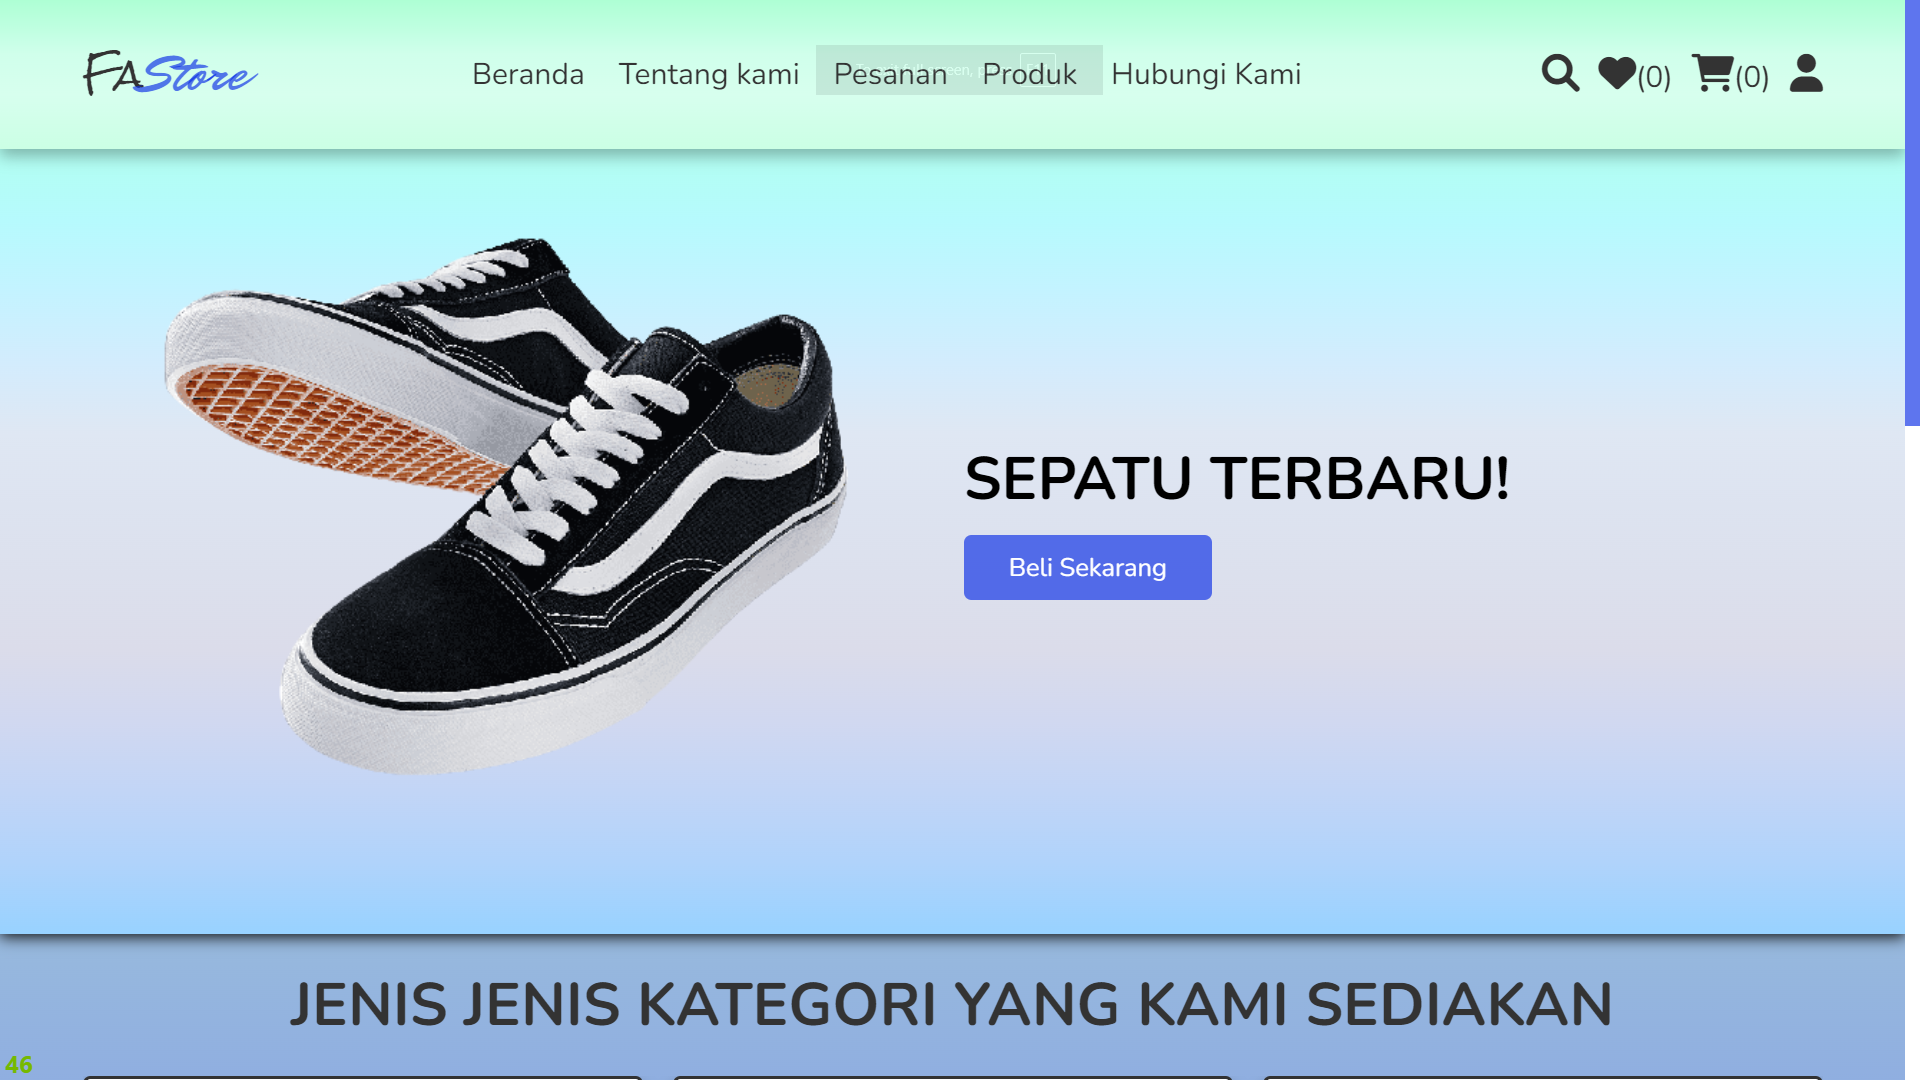 FAStore
Beranda Tentang kami Pesanan Produk Hubungi Kami
(0) (0)
SEPATU TERBARU!
Beli Sekarang
JENIS JENIS KATEGORI YANG KAMI SEDIAKAN
46